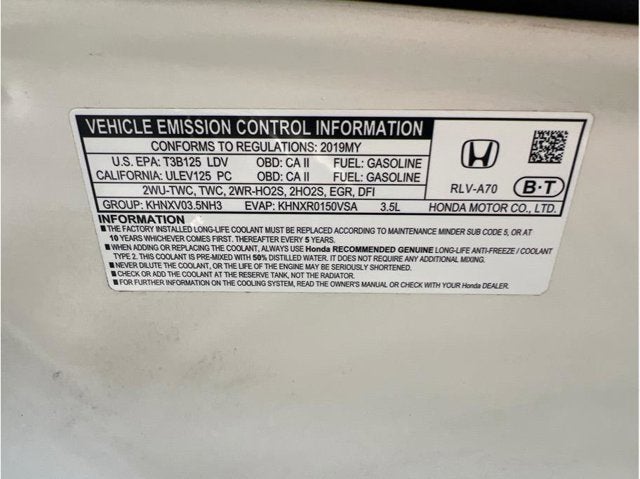 VEHICLE EMISSION CONTROL INFORMATION
CONFORMS TO REGULATIONS: 2019MY
U.S. EPA: T3B125 LDV OBD: CA II FUEL: GASOLINE
CALIFORNIA: ULEV125 PC OBD: CA II FUEL: GASOLINE
2WU-TWC, TWC, 2WR-HO2S, 2HO2S, EGR, DFI
GROUP: KHNXV03.5NH3 EVAP: KHNXR0150VSA 3.5L
RLV-A70 B·T
HONDA MOTOR CO., LTD.
INFORMATION
■ THE FACTORY INSTALLED LONG-LIFE COOLANT MUST BE REPLACED ACCORDING TO MAINTENANCE MINDER SUB CODE 5, OR AT
10 YEARS WHICHEVER COMES FIRST. THEREAFTER EVERY 5 YEARS.
■ WHEN ADDING OR REPLACING THE COOLANT, ALWAYS USE Honda RECOMMENDED GENUINE LONG-LIFE ANTI-FREEZE / COOLANT
TYPE 2. THIS COOLANT IS PRE-MIXED WITH 50% DISTILLED WATER. IT DOES NOT REQUIRE ANY ADDITIONAL MIXING.
■ NEVER DILUTE THE COOLANT, OR THE LIFE OF THE ENGINE MAY BE SERIOUSLY SHORTENED.
■ CHECK OR ADD THE COOLANT AT THE RESERVE TANK, NOT THE RADIATOR.
■ FOR FURTHER INFORMATION ON THE COOLING SYSTEM, READ THE OWNER'S MANUAL OR CHECK WITH YOUR Honda DEALER.